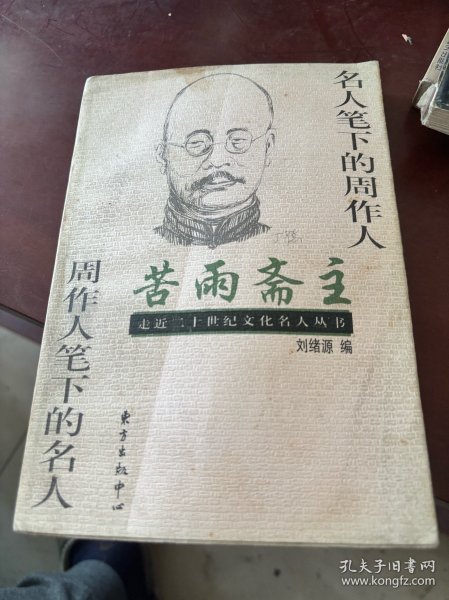 名人笔下的周作人
苦雨斋主
走近二十世纪文化名人丛书
刘绪源 编
周作人笔下的名人
东方出版中心
孔夫子旧书网
www.kongfz.com